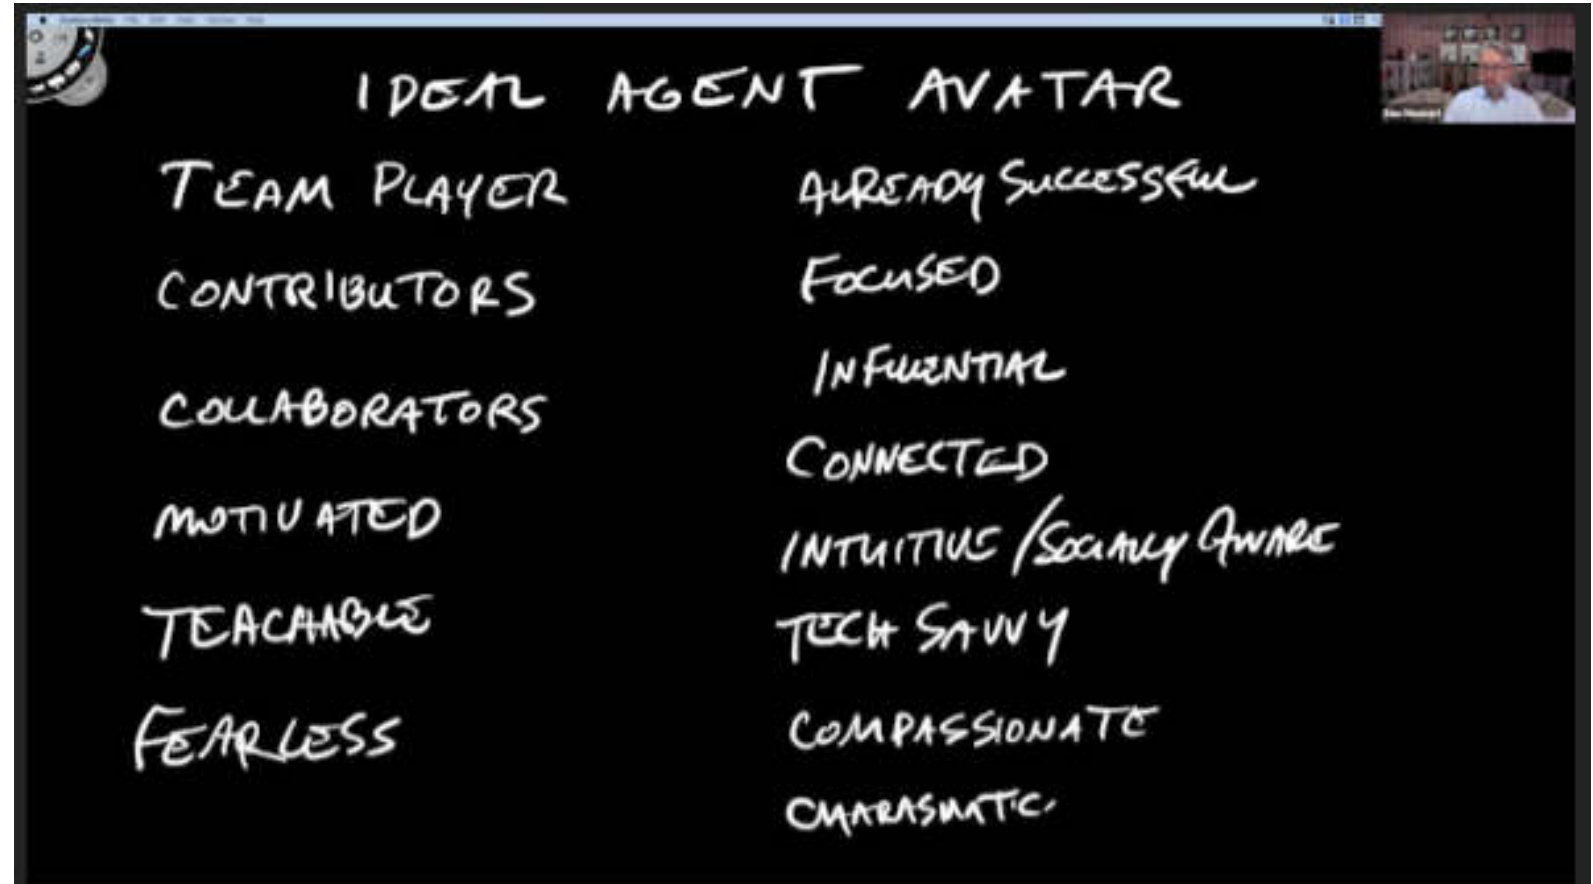 IDEAL AGENT AVATAR
TEAM PLAYER
CONTRIBUTORS
COLLABORATORS
MOTIVATED
TEACHABLE
FEARLESS
ALREADY SUCCESSFUL
FOCUSED
INFLUENTIAL
CONNECTED
INTUITIVE/SOCIALLY AWARE
TECH SAVVY
COMPASSIONATE
CHARASMATIC.